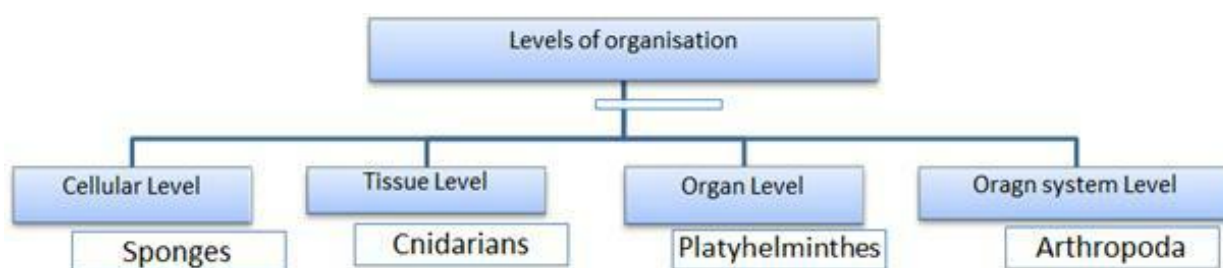 Levels of organisation
Cellular Level
Tissue Level
Organ Level
Oragn system Level
Sponges
Cnidarians
Platyhelminthes
Arthropoda